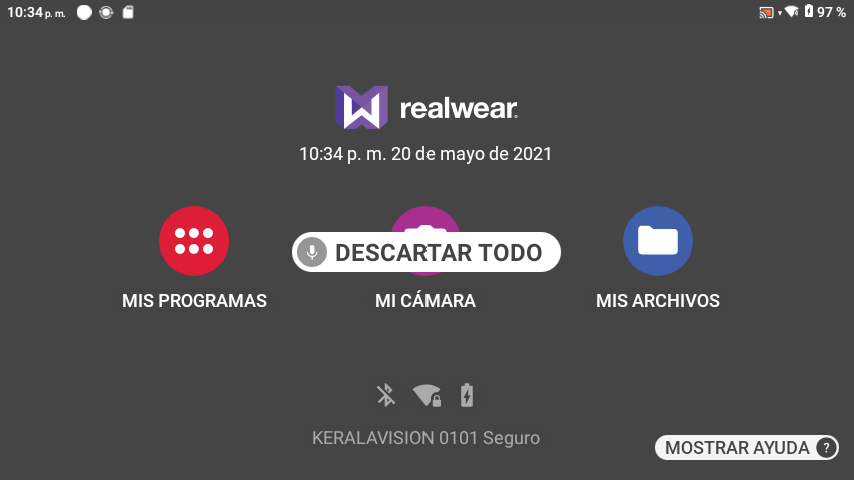 10:34 p. m.
97 %
realwear
10:34 p. m. 20 de mayo de 2021
DESCARTAR TODO
MIS PROGRAMAS
MI CÁMARA
MIS ARCHIVOS
KERALAVISION 0101 Seguro
MOSTRAR AYUDA ?